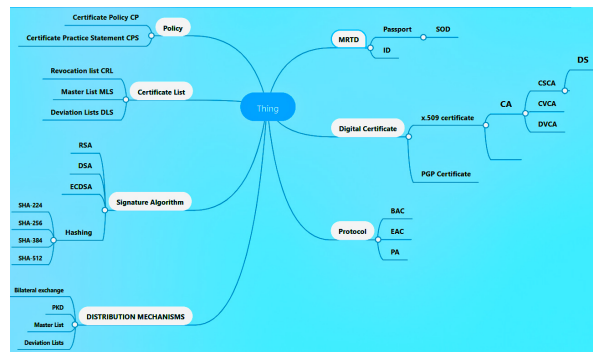 Certificate Policy CP
Certificate Practice Statement CPS
Policy
Revocation list CRL
Master List MLS
Deviation Lists DLS
Certificate List
RSA
DSA
ECDSA
Hashing
SHA-224
SHA-256
SHA-384
SHA-512
Signature Algorithm
Bilateral exchange
PKD
Master List
Deviation Lists
DISTRIBUTION MECHANISMS
Thing
MRTD
Passport
SOD
ID
Digital Certificate
x.509 certificate
CA
CSCA
DS
CVCA
DVCA
PGP Certificate
Protocol
BAC
EAC
PA